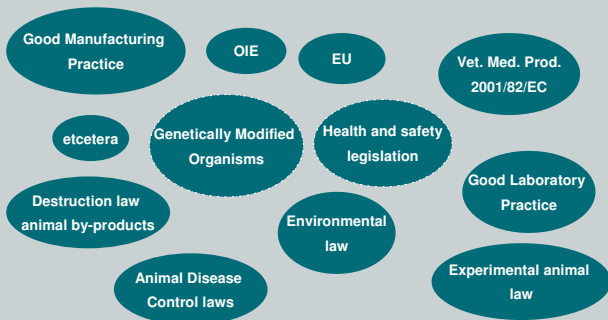 Good Manufacturing
Practice
OIE
EU
Vet. Med. Prod.
2001/82/EC
etcetera
Genetically Modified
Organisms
Health and safety
legislation
Good Laboratory
Practice
Destruction law
animal by-products
Environmental
law
Animal Disease
Control laws
Experimental animal
law